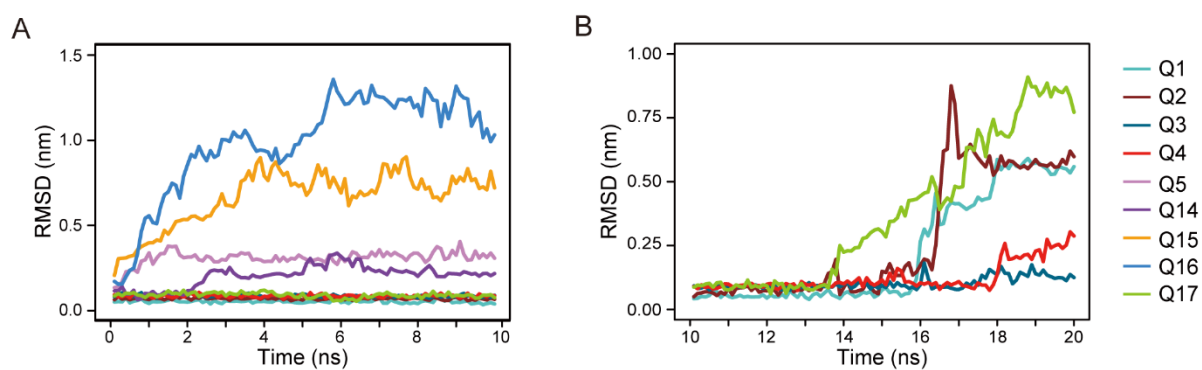 A
RMSD (nm)
1.5
1.0
0.5
0.0
0 2 4 6 8 10
Time (ns)
B
RMSD (nm)
1.00
0.75
0.50
0.25
0.00
10 12 14 16 18 20
Time (ns)
Q1
Q2
Q3
Q4
Q5
Q14
Q15
Q16
Q17